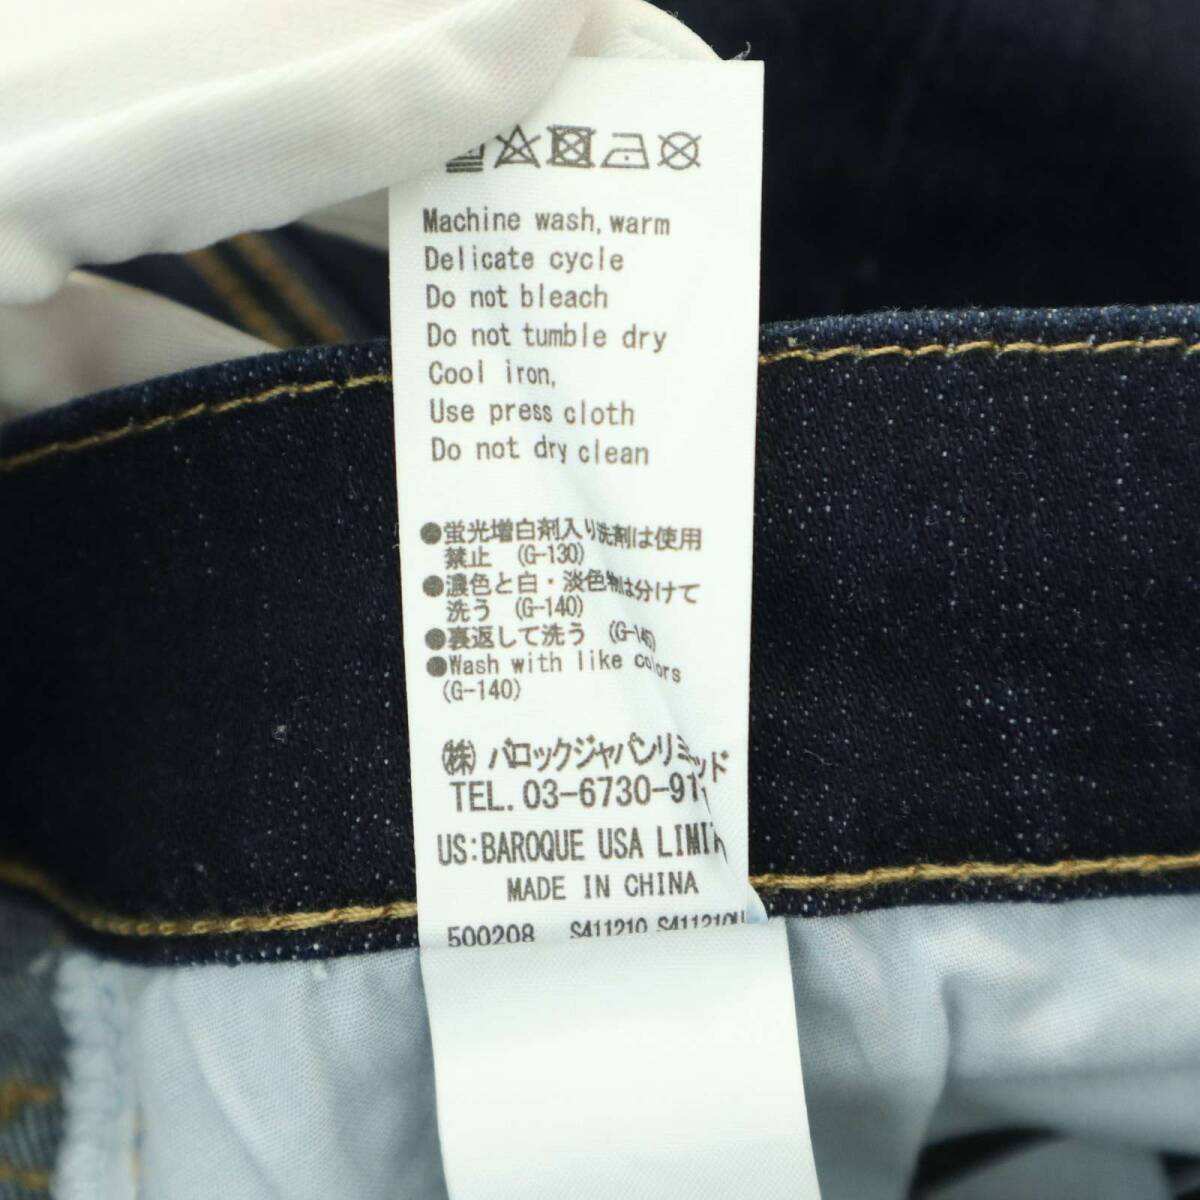 Machine wash, warm
Delicate cycle
Do not bleach
Do not tumble dry
Cool iron,
Use press cloth
Do not dry clean
●蛍光増白剤入り洗剤は使用
禁止 (G-130)
●濃色と白・淡色物は分けて
洗う (G-140)
●裏返して洗う (G-145)
●Wash with like colors
(G-140)
㈱ バロックジャパンリミテッド
TEL. 03-6730-91
US:BAROQUE USA LIMIT
MADE IN CHINA
500208 S411210 S411210U